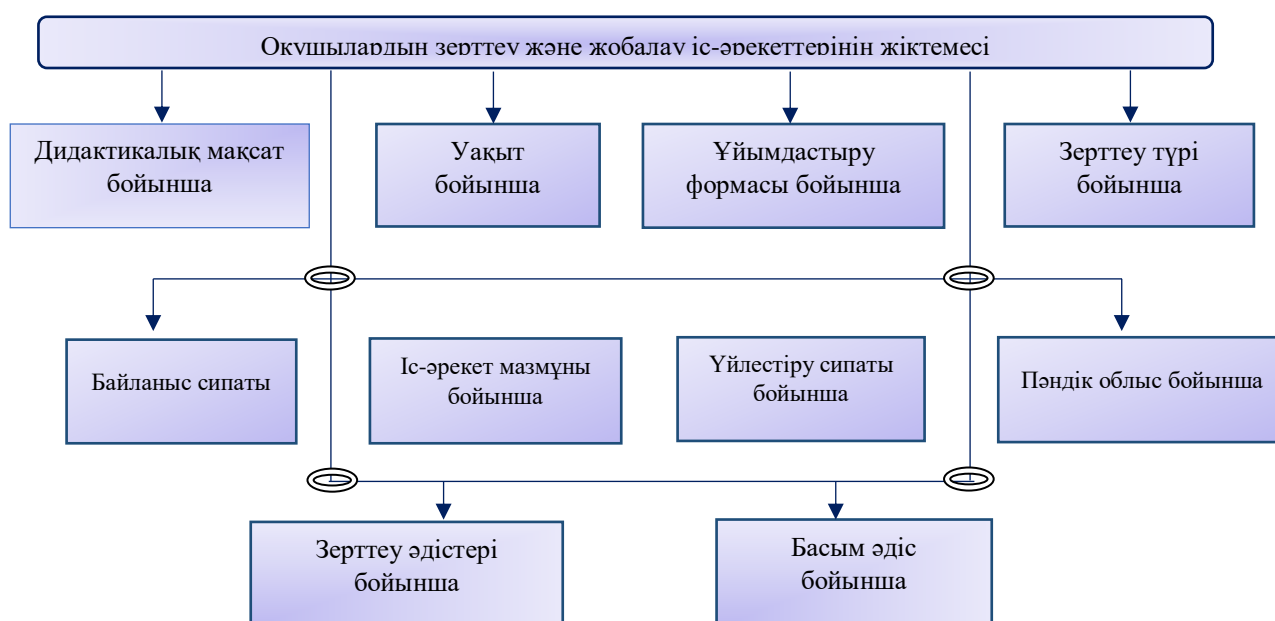 Оқушылардың зерттеу және жобалау іс-әрекеттерінің жіктемесі
Дидактикалық мақсат
бойынша
Уақыт
бойынша
Ұйымдастыру
формасы бойынша
Зерттеу түрі
бойынша
Байланыс сипаты
Іс-әрекет мазмұны
бойынша
Үйлестіру сипаты
бойынша
Пәндік облыс бойынша
Зерттеу әдістері
бойынша
Басым әдіс
бойынша